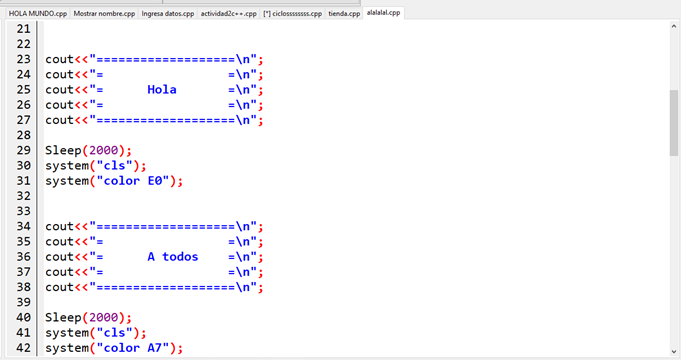 HOLA MUNDO.cpp Mostrar nombre.cpp Ingresa datos.cpp actividad2c++.cpp [*] ciclossssssss.cpp tienda.cpp alalalal.cpp
21
22
23 cout<<"===================\n";
24 cout<<"=                 =\n";
25 cout<<"=      Hola       =\n";
26 cout<<"=                 =\n";
27 cout<<"===================\n";
28
29 Sleep(2000);
30 system("cls");
31 system("color E0");
32
33
34 cout<<"===================\n";
35 cout<<"=                 =\n";
36 cout<<"=      A todos    =\n";
37 cout<<"=                 =\n";
38 cout<<"===================\n";
39
40 Sleep(2000);
41 system("cls");
42 system("color A7");